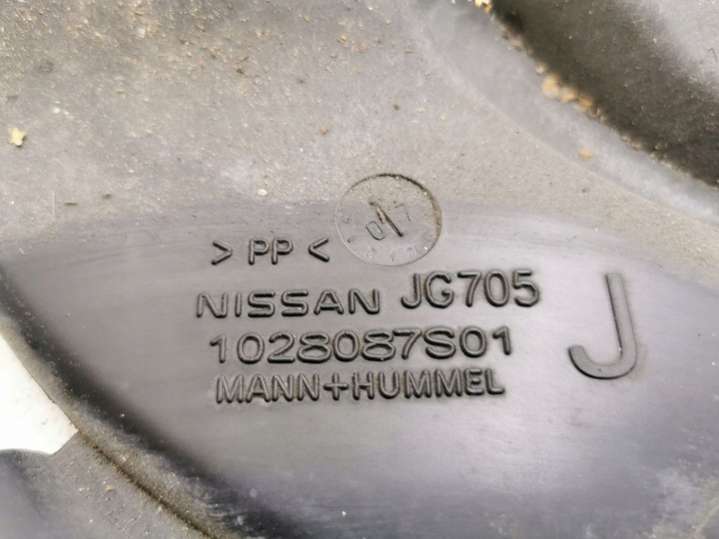 > PP <
NISSAN JG705
1028087S01
MANN+HUMMEL
J